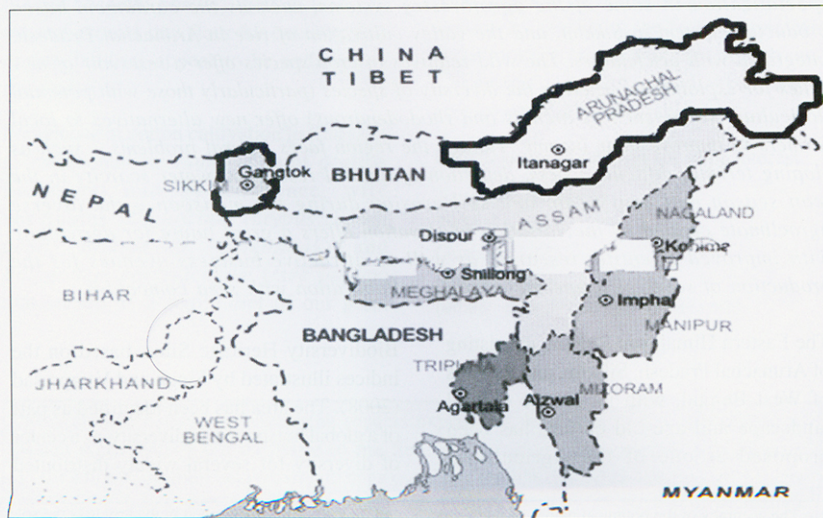 CHINA
TIBET
ARUNACHAL
PRADESH
Itanagar
BHUTAN
Gangtok
SIKKIM
NEPAL
ASSAM
NAGALAND
Dispur
Kohima
Shillong
MEGHALAYA
BIHAR
Imphal
MANIPUR
BANGLADESH
TRIPURA
JHARKHAND
MIZORAM
Agartala
Aizwal
WEST
BENGAL
MYANMAR